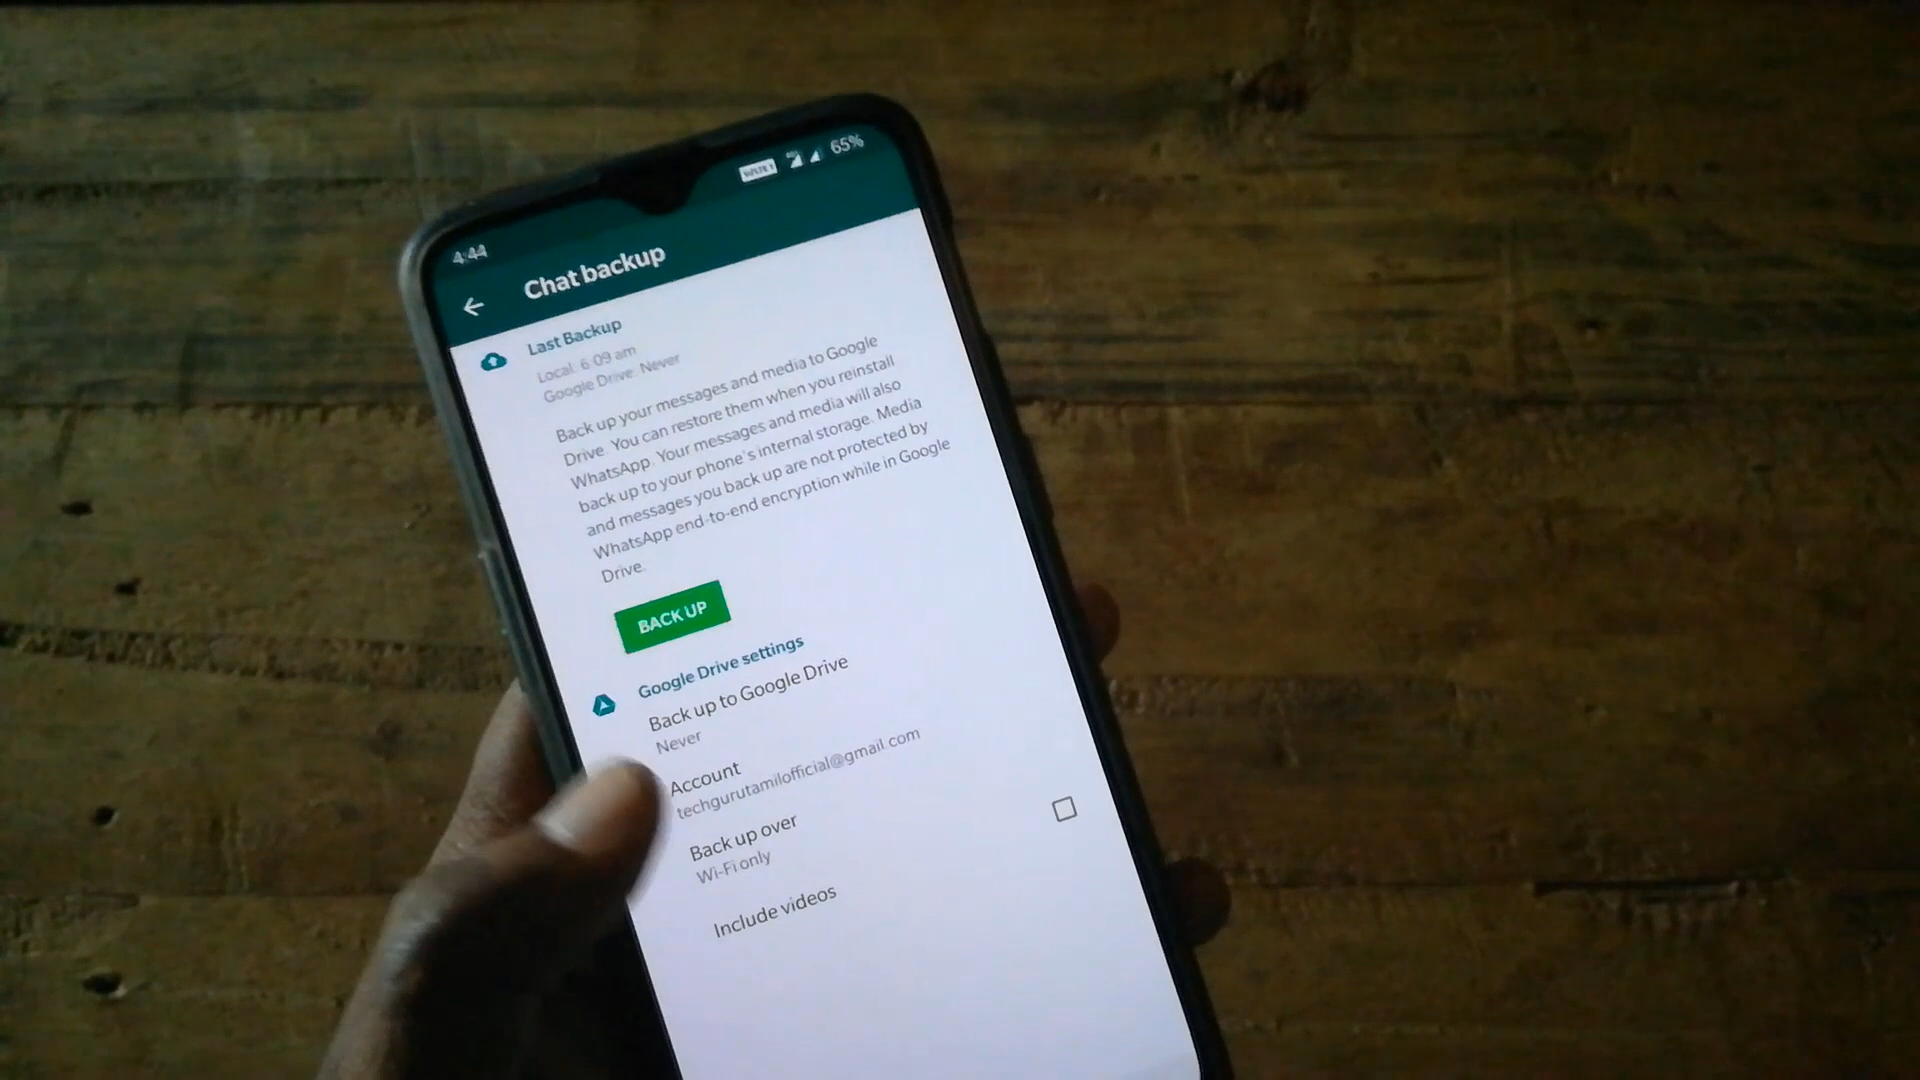 65%
4:44
Chat backup
Last Backup
Local: 6:09 am
Google Drive: Never
Back up your messages and media to Google
Drive. You can restore them when you reinstall
WhatsApp. Your messages and media will also
back up to your phone's internal storage. Media
and messages you back up are not protected by
WhatsApp end-to-end encryption while in Google
Drive.
BACK UP
Google Drive settings
Back up to Google Drive
Never
Account
techgurutamilofficial@gmail.com
Back up over
Wi-Fi only
Include videos